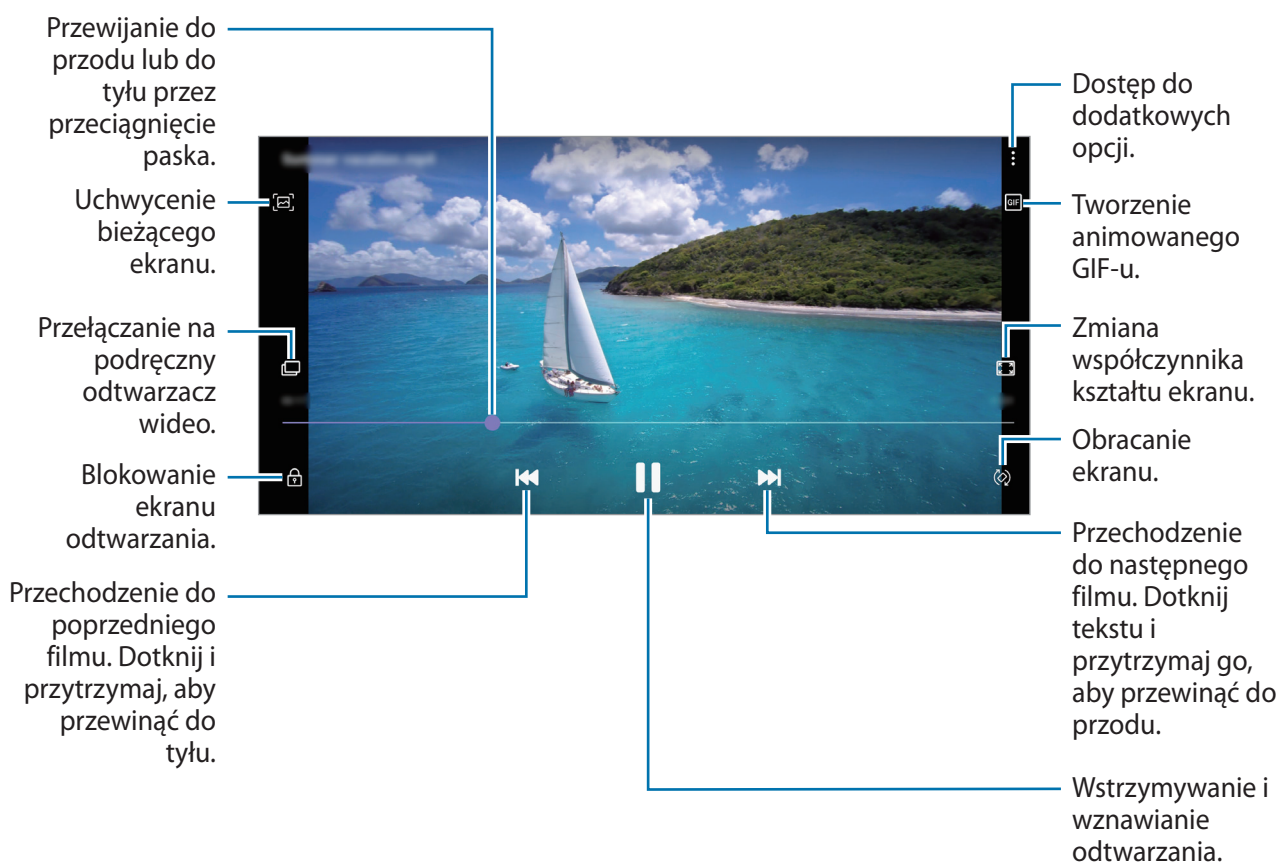 Przewijanie do
przodu lub do
tyłu przez
przeciągnięcie
paska.
Uchwycenie
bieżącego
ekranu.
Przełączanie na
podręczny
odtwarzacz
wideo.
Blokowanie
ekranu
odtwarzania.
Przechodzenie do
poprzedniego
filmu. Dotknij i
przytrzymaj, aby
przewinąć do
tyłu.
Dostęp do
dodatkowych
opcji.
GIF
Tworzenie
animowanego
GIF-u.
Zmiana
współczynnika
kształtu ekranu.
Obracanie
ekranu.
Przechodzenie
do następnego
filmu. Dotknij
tekstu i
przytrzymaj go,
aby przewinąć do
przodu.
Wstrzymywanie i
wznawianie
odtwarzania.